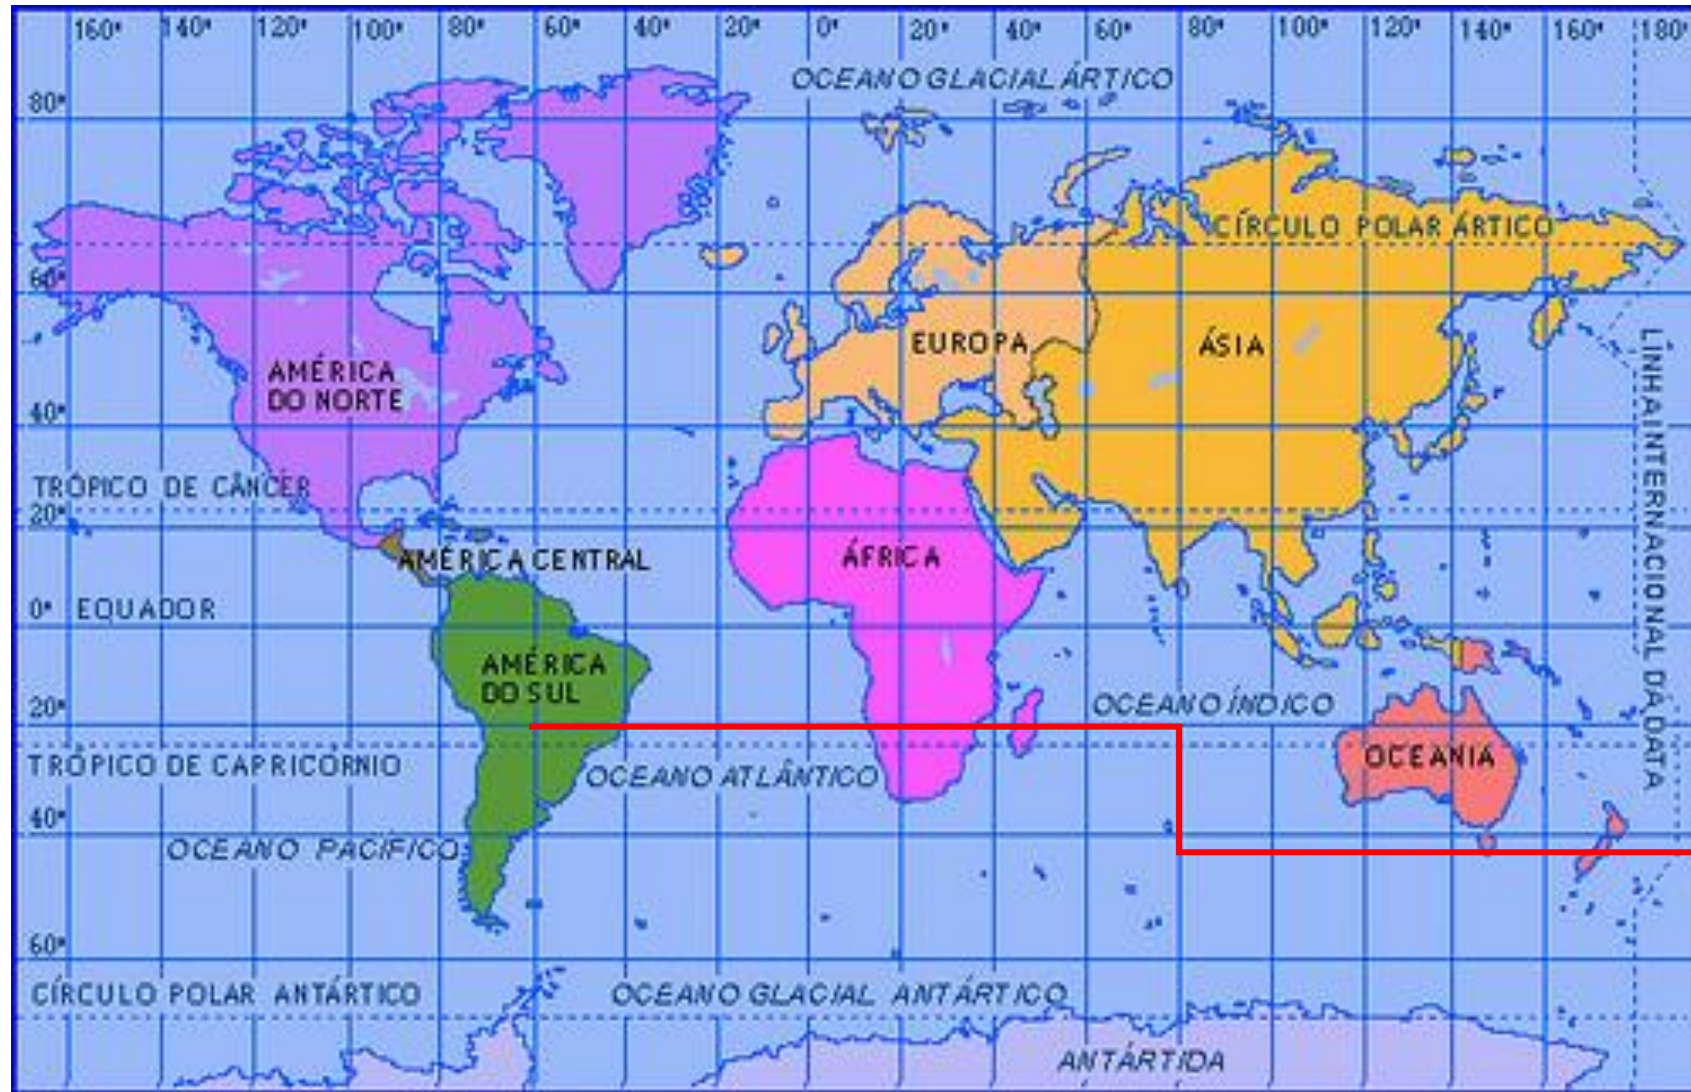 160° 140° 120° 100° 80° 60° 40° 20° 0° 20° 40° 60° 80° 100° 120° 140° 160° 180°
OCEANO GLACIAL ÁRTICO
80°
CÍRCULO POLAR ÁRTICO
60°
EUROPA
ÁSIA
AMÉRICA
DO NORTE
LINHA INTERNACIONAL DA DATA
40°
TRÓPICO DE CÂNCER
20°
AMÉRICA CENTRAL
ÁFRICA
0° EQUADOR
AMÉRICA
DO SUL
20°
OCEANO ÍNDICO
TRÓPICO DE CAPRICÓRNIO
OCEANO ATLÂNTICO
OCEANIA
40°
OCEANO PACÍFICO
60°
CÍRCULO POLAR ANTÁRTICO
OCEANO GLACIAL ANTÁRTICO
ANTÁRTIDA